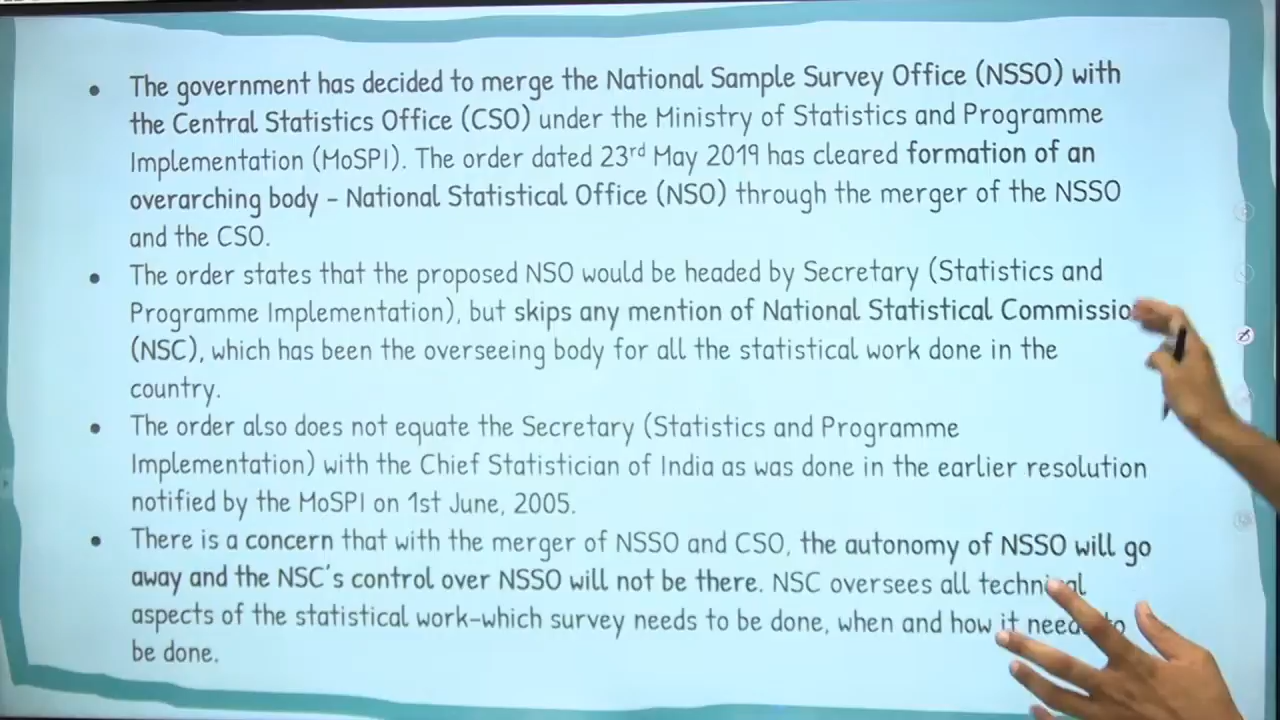 • The government has decided to merge the National Sample Survey Office (NSSO) with
the Central Statistics Office (CSO) under the Ministry of Statistics and Programme
Implementation (MoSPI). The order dated 23rd May 2019 has cleared formation of an
overarching body – National Statistical Office (NSO) through the merger of the NSSO
and the CSO.
• The order states that the proposed NSO would be headed by Secretary (Statistics and
Programme Implementation), but skips any mention of National Statistical Commissio
(NSC), which has been the overseeing body for all the statistical work done in the
country.
• The order also does not equate the Secretary (Statistics and Programme
Implementation) with the Chief Statistician of India as was done in the earlier resolution
notified by the MoSPI on 1st June, 2005.
• There is a concern that with the merger of NSSO and CSO, the autonomy of NSSO will go
away and the NSC's control over NSSO will not be there. NSC oversees all technical
aspects of the statistical work–which survey needs to be done, when and how it needs to
be done.